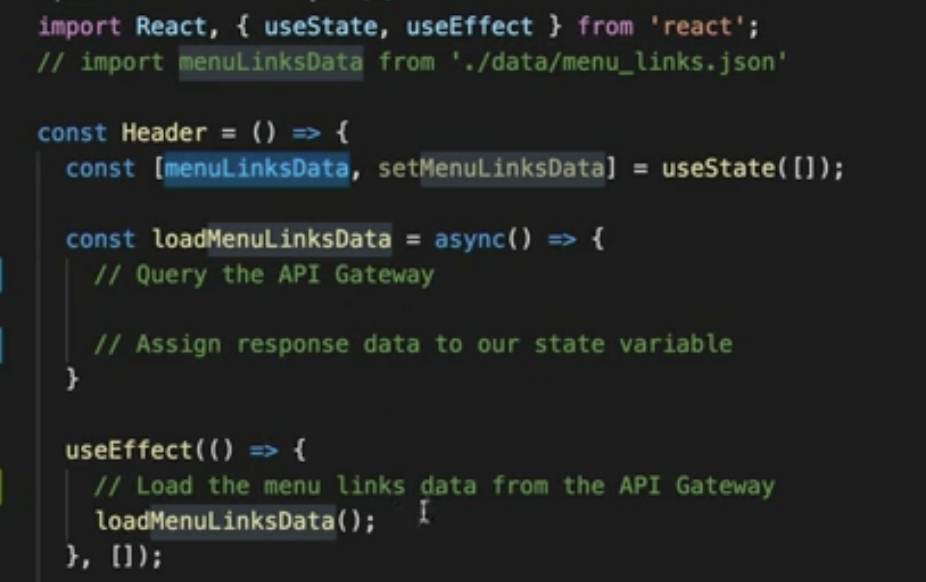 import React, { useState, useEffect } from 'react';
// import menuLinksData from './data/menu_links.json'
const Header = () => {
const [menuLinksData, setMenuLinksData] = useState([]);
const loadMenuLinksData = async() => {
// Query the API Gateway
// Assign response data to our state variable
}
useEffect(() => {
// Load the menu links data from the API Gateway
loadMenuLinksData();
}, []);